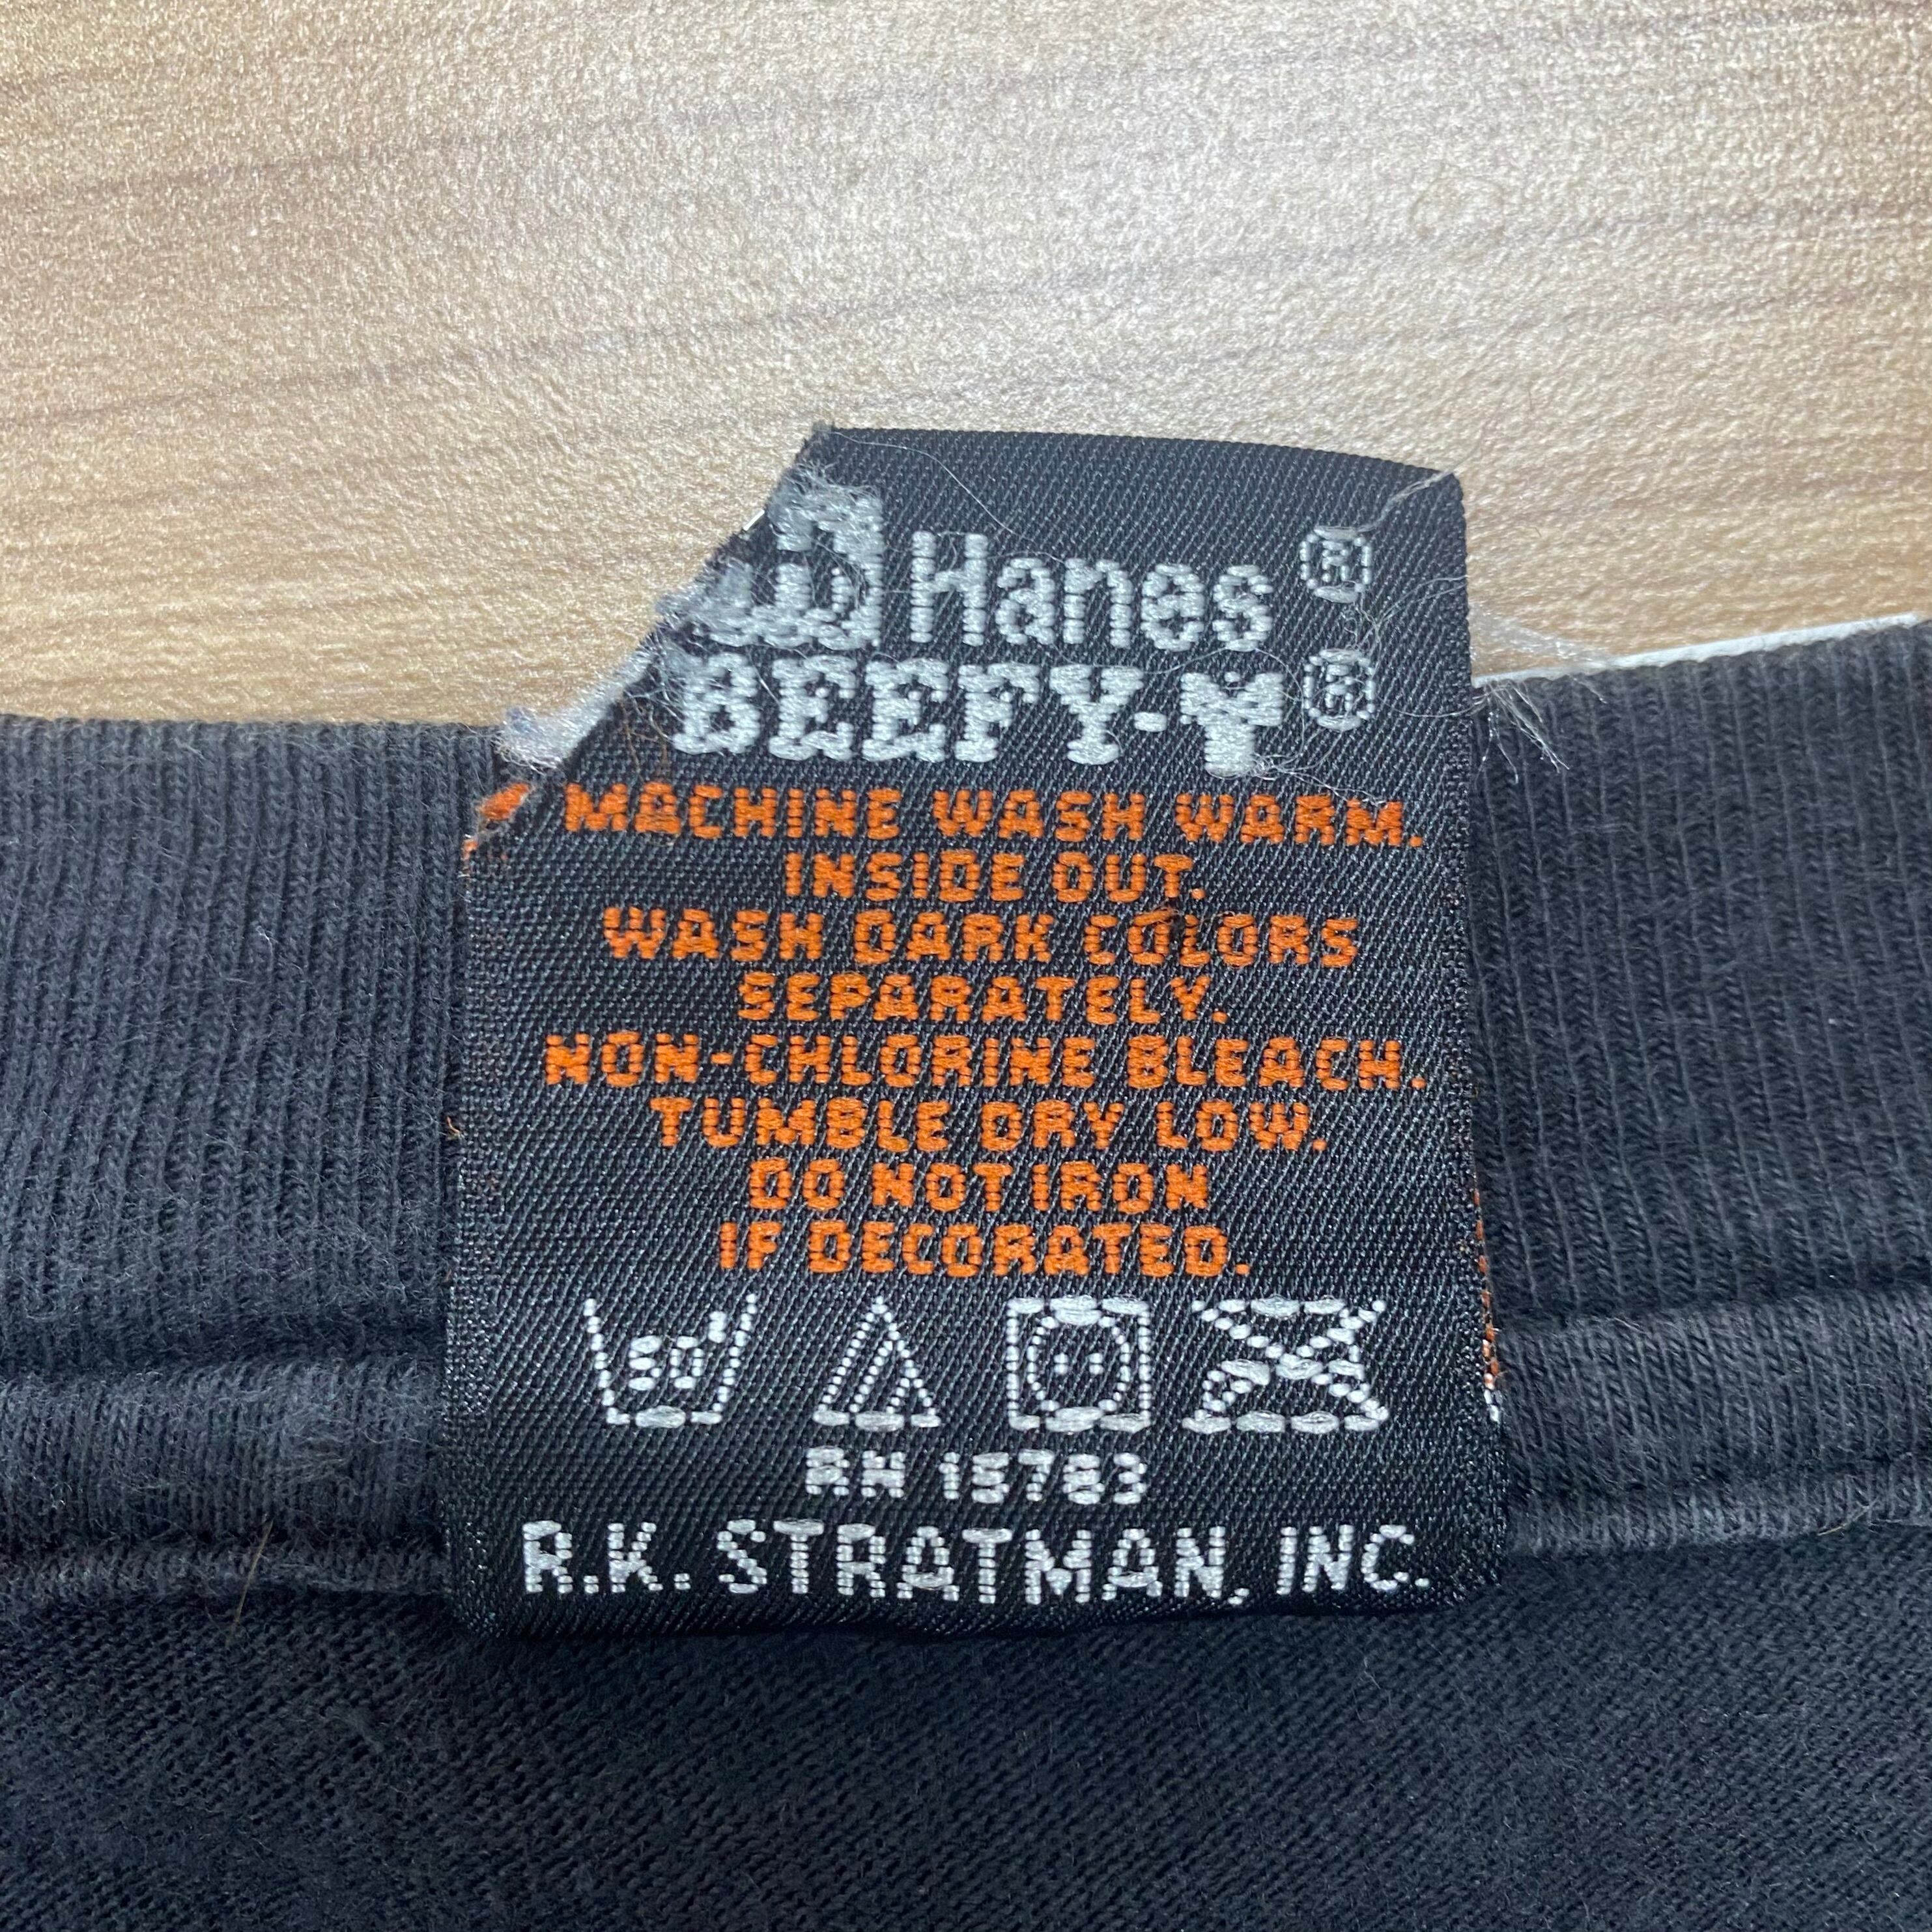 Hanes®
BEEFY-T®
MACHINE WASH WARM.
INSIDE OUT.
WASH DARK COLORS
SEPARATELY.
NON-CHLORINE BLEACH.
TUMBLE DRY LOW.
DO NOT IRON
IF DECORATED.
50°
RN 15763
R.K. STRATMAN, INC.